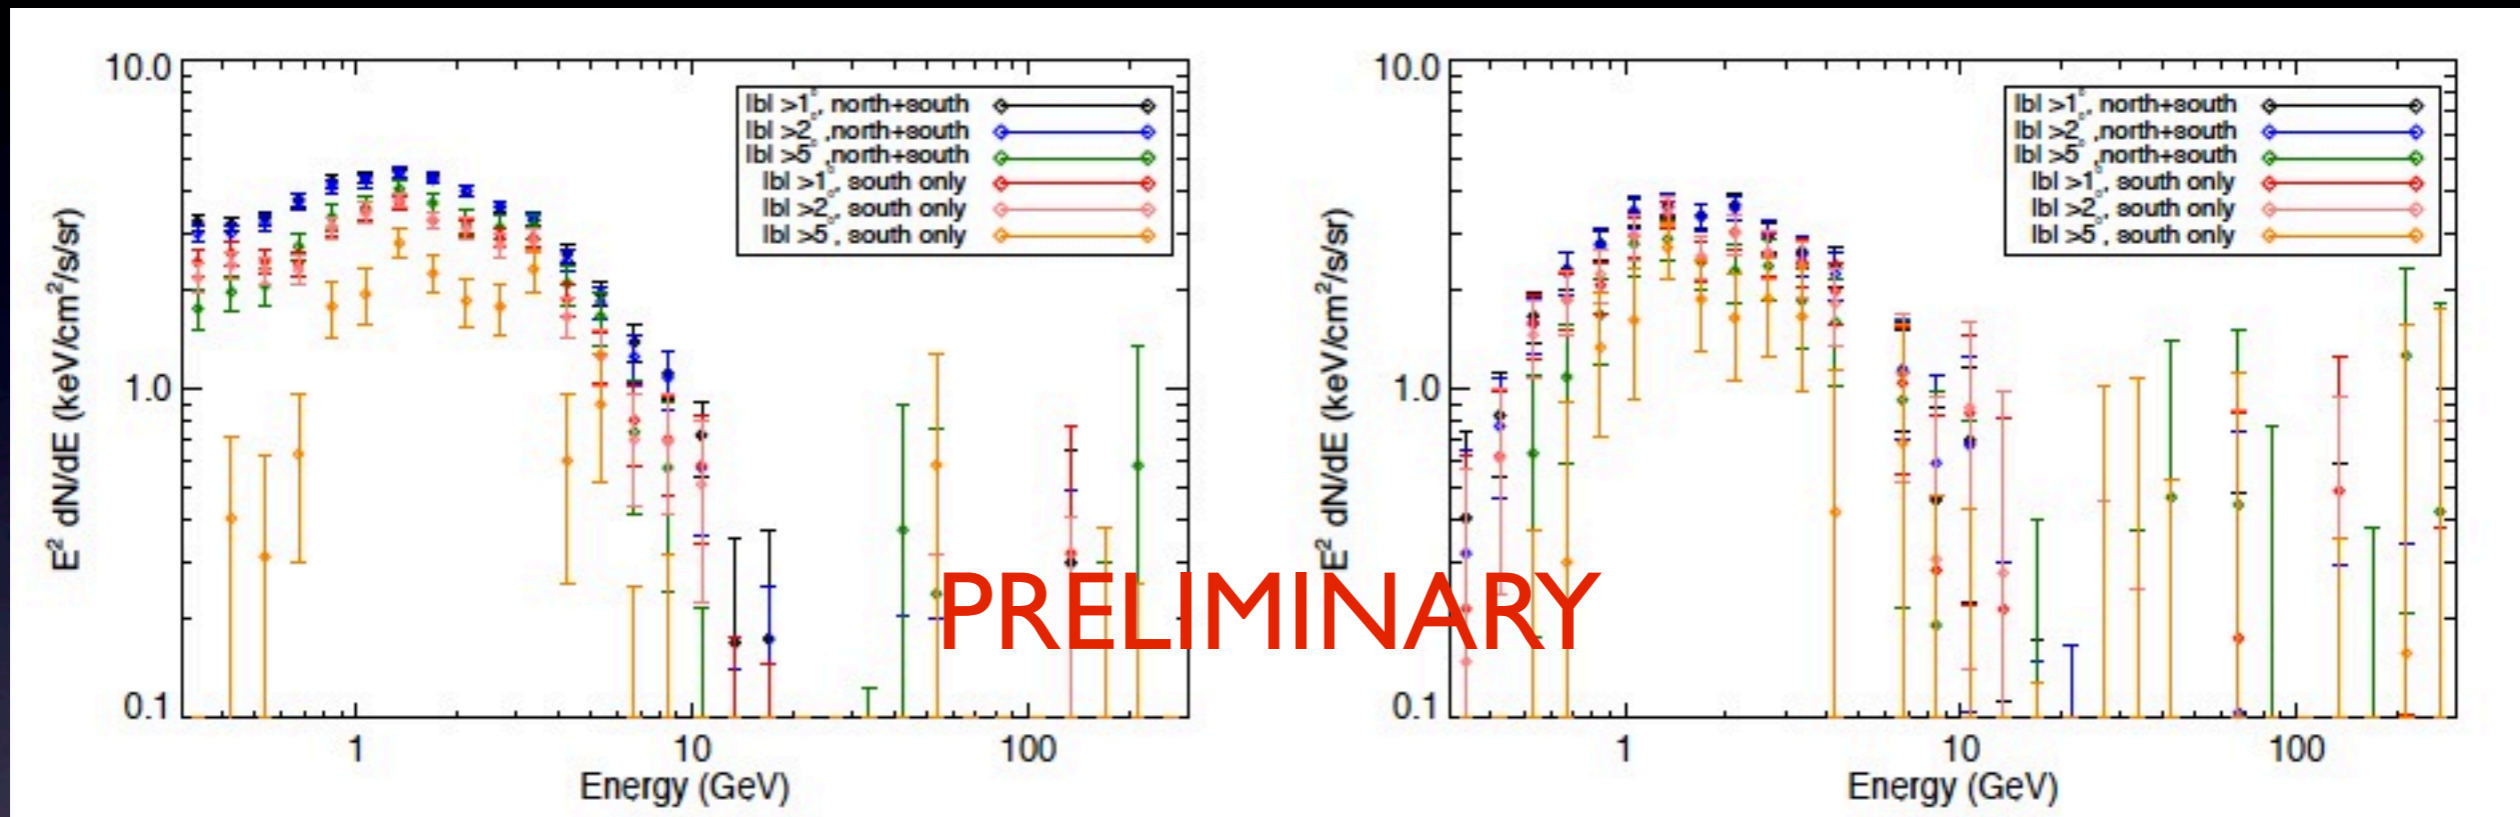 10.0
1.0
0.1
E² dN/dE (keV/cm²/s/sr)
|b| >1°, north+south
|b| >2°, north+south
|b| >5°, north+south
|b| >1°, south only
|b| >2°, south only
|b| >5°, south only
1 10 100
Energy (GeV)
10.0
1.0
0.1
E² dN/dE (keV/cm²/s/sr)
|b| >1°, north+south
|b| >2°, north+south
|b| >5°, north+south
|b| >1°, south only
|b| >2°, south only
|b| >5°, south only
1 10 100
Energy (GeV)
PRELIMINARY